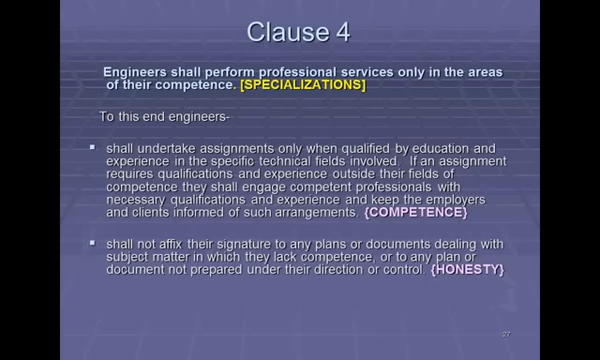 Clause 4
Engineers shall perform professional services only in the areas
of their competence. [SPECIALIZATIONS]
To this end engineers-
shall undertake assignments only when qualified by education and
experience in the specific technical fields involved. If an assignment
requires qualifications and experience outside their fields of
competence they shall engage competent professionals with
necessary qualifications and experience and keep the employers
and clients informed of such arrangements. {COMPETENCE}
shall not affix their signature to any plans or documents dealing with
subject matter in which they lack competence, or to any plan or
document not prepared under their direction or control. {HONESTY}
27